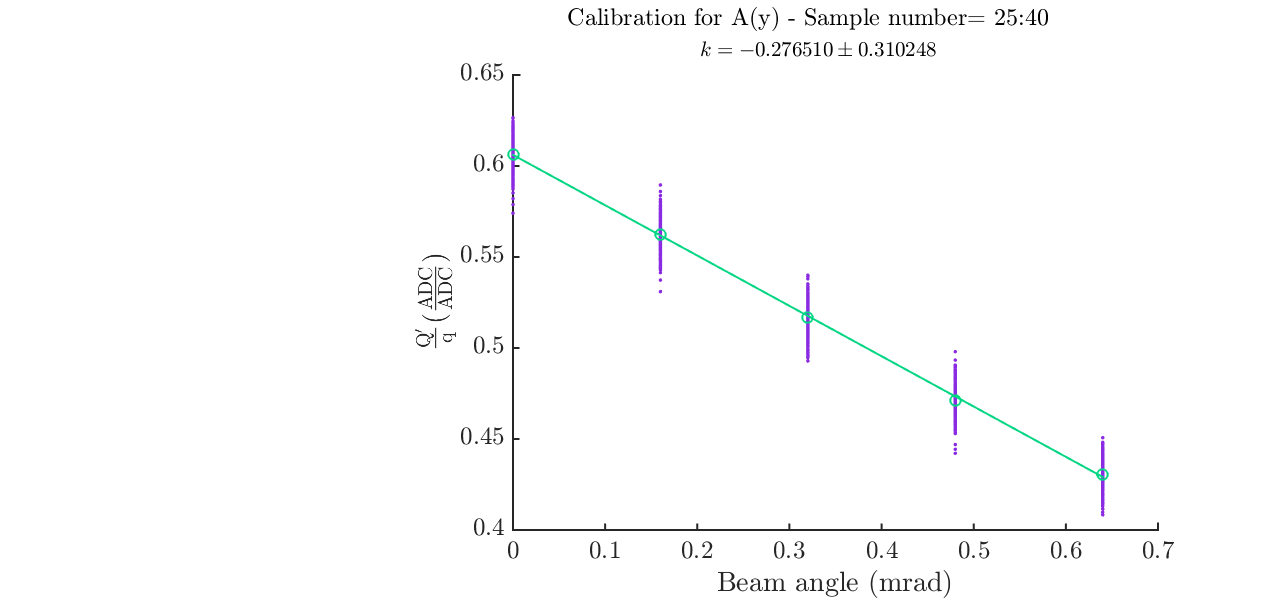 Calibration for A(y) - Sample number= 25:40
k = −0.276510 ± 0.310248
0.65
0.6
0.55
0.5
0.45
0.4
Q′/q (ADC/ADC)
0 0.1 0.2 0.3 0.4 0.5 0.6 0.7
Beam angle (mrad)